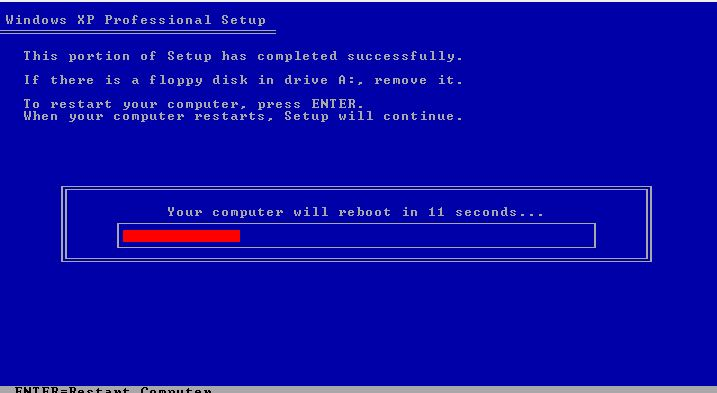 Windows XP Professional Setup
This portion of Setup has completed successfully.
If there is a floppy disk in drive A:, remove it.
To restart your computer, press ENTER.
When your computer restarts, Setup will continue.
Your computer will reboot in 11 seconds...
ENTER=Restart Computer